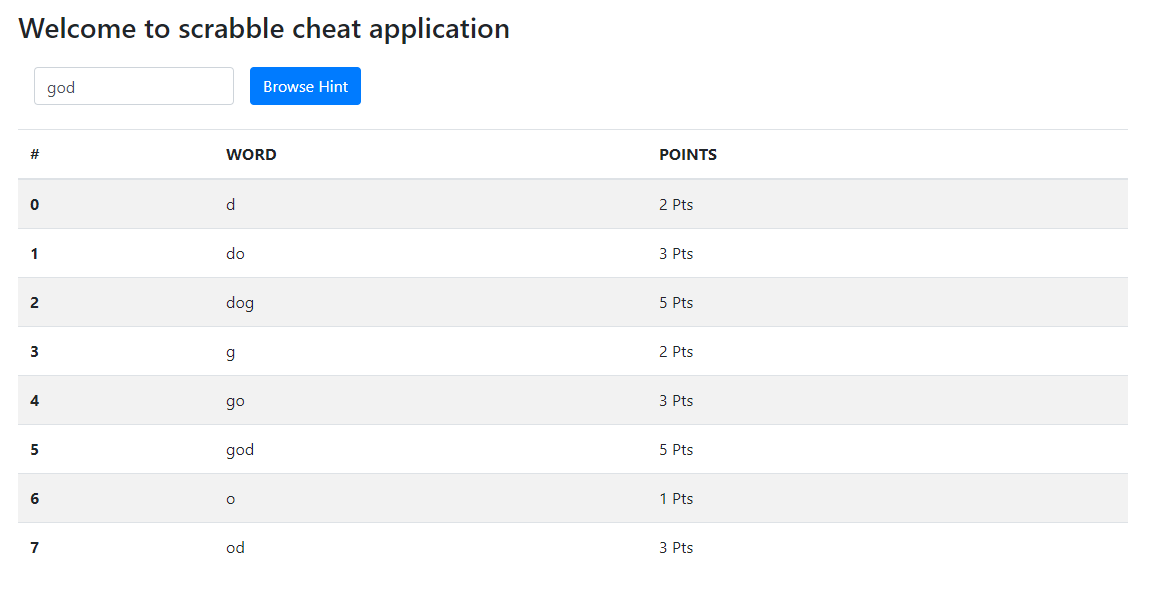 Welcome to scrabble cheat application
god Browse Hint
# WORD POINTS
0 d 2 Pts
1 do 3 Pts
2 dog 5 Pts
3 g 2 Pts
4 go 3 Pts
5 god 5 Pts
6 o 1 Pts
7 od 3 Pts